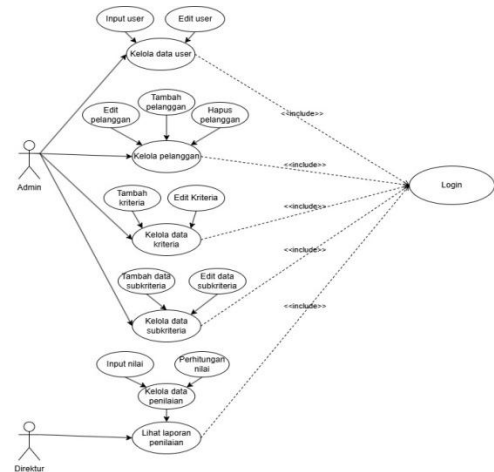 Input user
Edit user
Kelola data user
Edit
pelanggan
Tambah
pelanggan
Hapus
pelanggan
Kelola pelanggan
Admin
Tambah
kriteria
Edit Kriteria
Kelola data
kriteria
Tambah data
subkriteria
Edit data
subkriteria
Kelola data
subkriteria
Input nilai
Perhitungan
nilai
Kelola data
penilaian
Lihat laporan
penilaian
Direktur
<<include>
<<include>
<<include>
<<include>
<<include>
Login